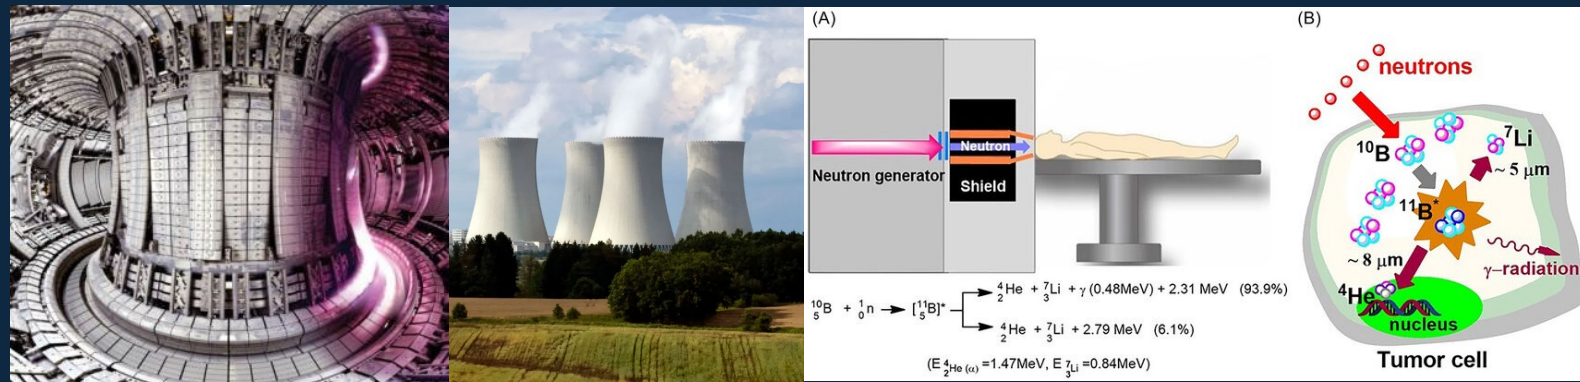 (A)
Neutron generator
Neutron
Shield
¹⁰₅B + ¹₀n → [¹¹₅B]*
⁴₂He + ⁷₃Li + γ (0.48MeV) + 2.31 MeV (93.9%)
⁴₂He + ⁷₃Li + 2.79 MeV (6.1%)
(E ⁴₂He (α) =1.47MeV, E ⁷₃Li =0.84MeV)
(B)
neutrons
¹⁰B
⁷Li
~ 5 μm
¹¹B*
~ 8 μm
γ–radiation
⁴He
nucleus
Tumor cell